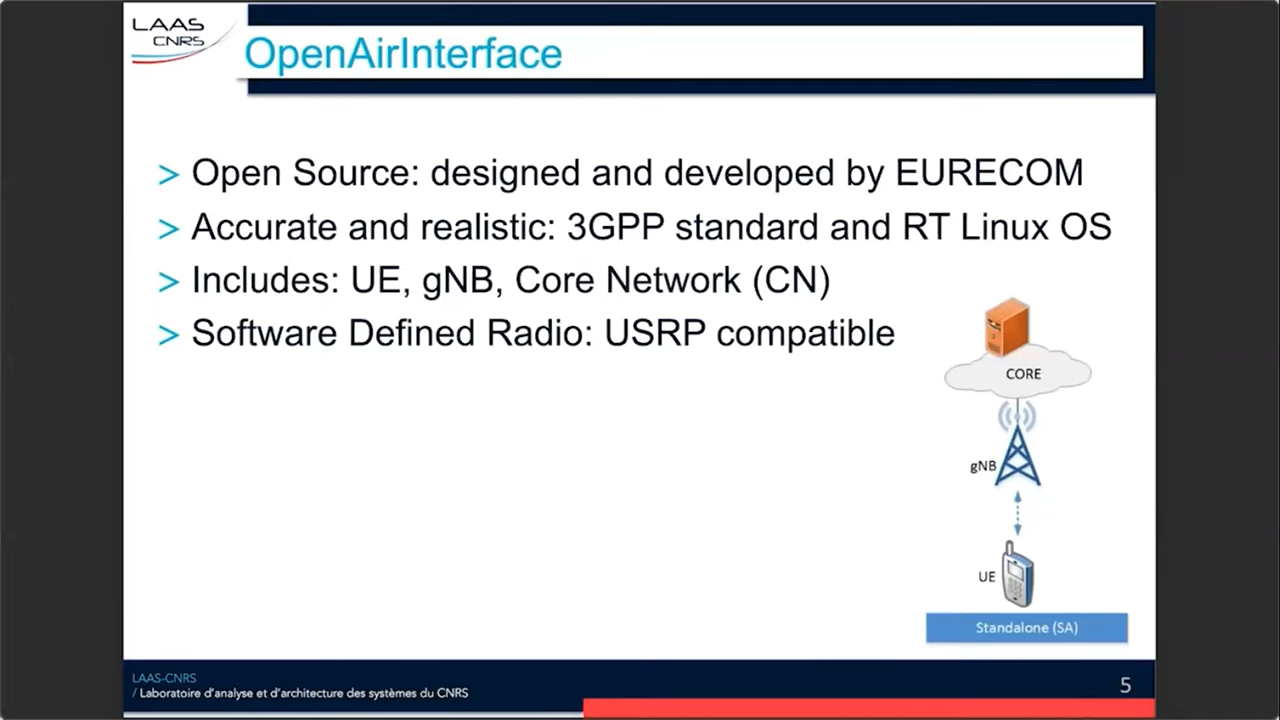 LAAS
CNRS
OpenAirInterface
> Open Source: designed and developed by EURECOM
> Accurate and realistic: 3GPP standard and RT Linux OS
> Includes: UE, gNB, Core Network (CN)
> Software Defined Radio: USRP compatible
CORE
gNB
UE
Standalone (SA)
LAAS-CNRS
/ Laboratoire d'analyse et d'architecture des systèmes du CNRS
5